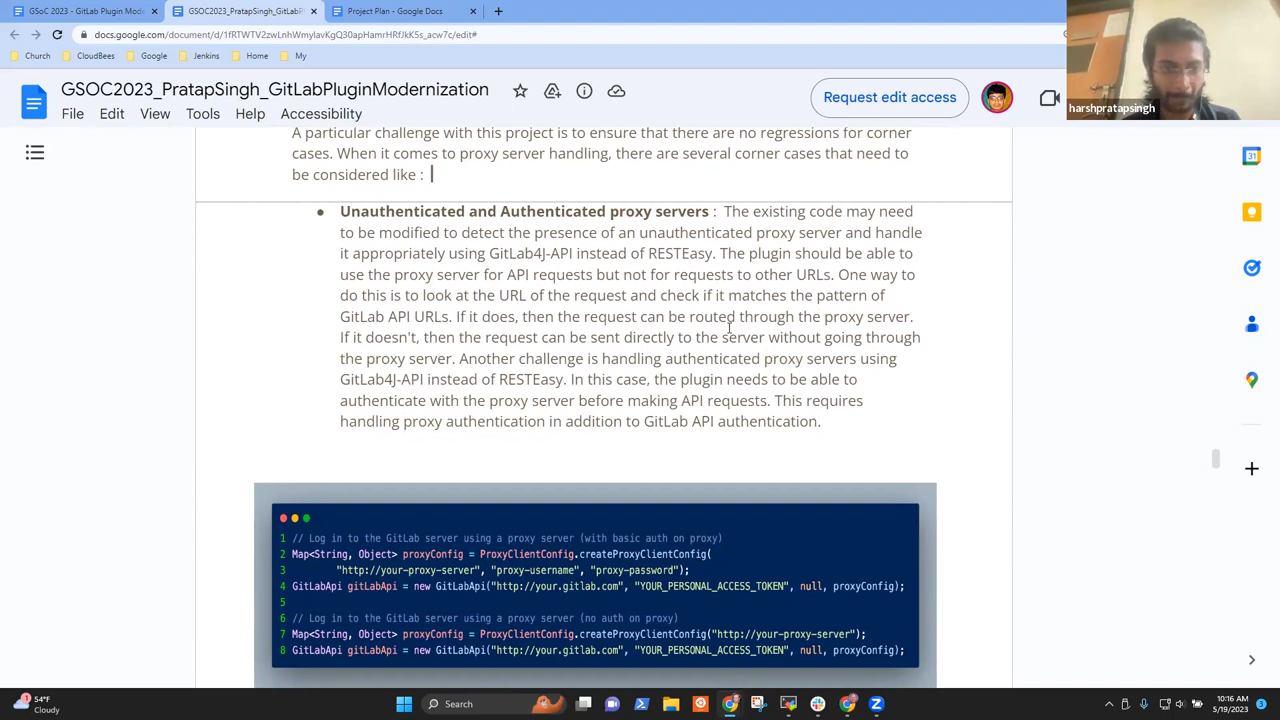 GSoC 2023 - GitLab Plugin Moder
GSOC2023_PratapSingh_GitLabP
Project Plan - Google Docs
docs.google.com/document/d/1fRTWTV2zwLnhWmylavKgQ30apHamrHRfJkK5s_acw7c/edit#
Church
CloudBees
Google
Jenkins
Home
My
GSOC2023_PratapSingh_GitLabPluginModernization
File Edit View Tools Help Accessibility
Request edit access
harshpratapsingh
A particular challenge with this project is to ensure that there are no regressions for corner
cases. When it comes to proxy server handling, there are several corner cases that need to
be considered like :
● Unauthenticated and Authenticated proxy servers : The existing code may need
to be modified to detect the presence of an unauthenticated proxy server and handle
it appropriately using GitLab4J-API instead of RESTEasy. The plugin should be able to
use the proxy server for API requests but not for requests to other URLs. One way to
do this is to look at the URL of the request and check if it matches the pattern of
GitLab API URLs. If it does, then the request can be routed through the proxy server.
If it doesn't, then the request can be sent directly to the server without going through
the proxy server. Another challenge is handling authenticated proxy servers using
GitLab4J-API instead of RESTEasy. In this case, the plugin needs to be able to
authenticate with the proxy server before making API requests. This requires
handling proxy authentication in addition to GitLab API authentication.
1 // Log in to the GitLab server using a proxy server (with basic auth on proxy)
2 Map<String, Object> proxyConfig = ProxyClientConfig.createProxyClientConfig(
3 "http://your-proxy-server", "proxy-username", "proxy-password");
4 GitLabApi gitLabApi = new GitLabApi("http://your.gitlab.com", "YOUR_PERSONAL_ACCESS_TOKEN", null, proxyConfig);
5
6 // Log in to the GitLab server using a proxy server (no auth on proxy)
7 Map<String, Object> proxyConfig = ProxyClientConfig.createProxyClientConfig("http://your-proxy-server");
8 GitLabApi gitLabApi = new GitLabApi("http://your.gitlab.com", "YOUR_PERSONAL_ACCESS_TOKEN", null, proxyConfig);
54°F
Cloudy
Search
10:16 AM
5/19/2023